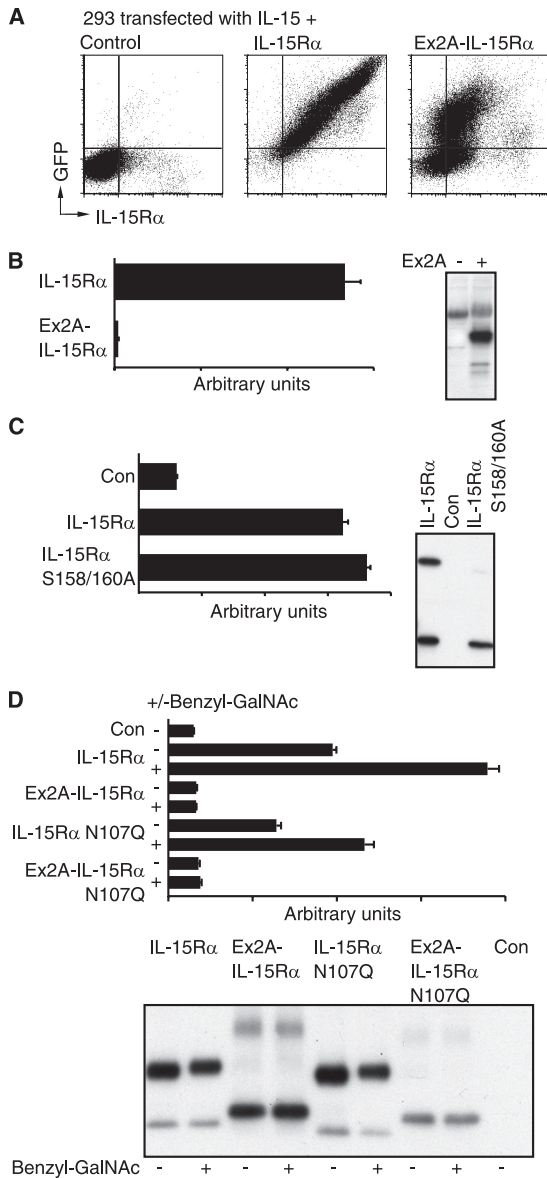 A
293 transfected with IL-15 +
Control
IL-15Rα
Ex2A-IL-15Rα
GFP
IL-15Rα
B
IL-15Rα
Ex2A-
IL-15Rα
Arbitrary units
Ex2A - +
C
Con
IL-15Rα
IL-15Rα
S158/160A
Arbitrary units
IL-15Rα
Con
IL-15Rα
S158/160A
D
+/-Benzyl-GalNAc
Con -
IL-15Rα -
+
Ex2A-IL-15Rα -
+
IL-15Rα N107Q -
+
Ex2A-IL-15Rα -
N107Q +
Arbitrary units
IL-15Rα
Ex2A-
IL-15Rα
IL-15Rα
N107Q
Ex2A-
IL-15Rα
N107Q
Con
Benzyl-GalNAc - + - + - + - + -